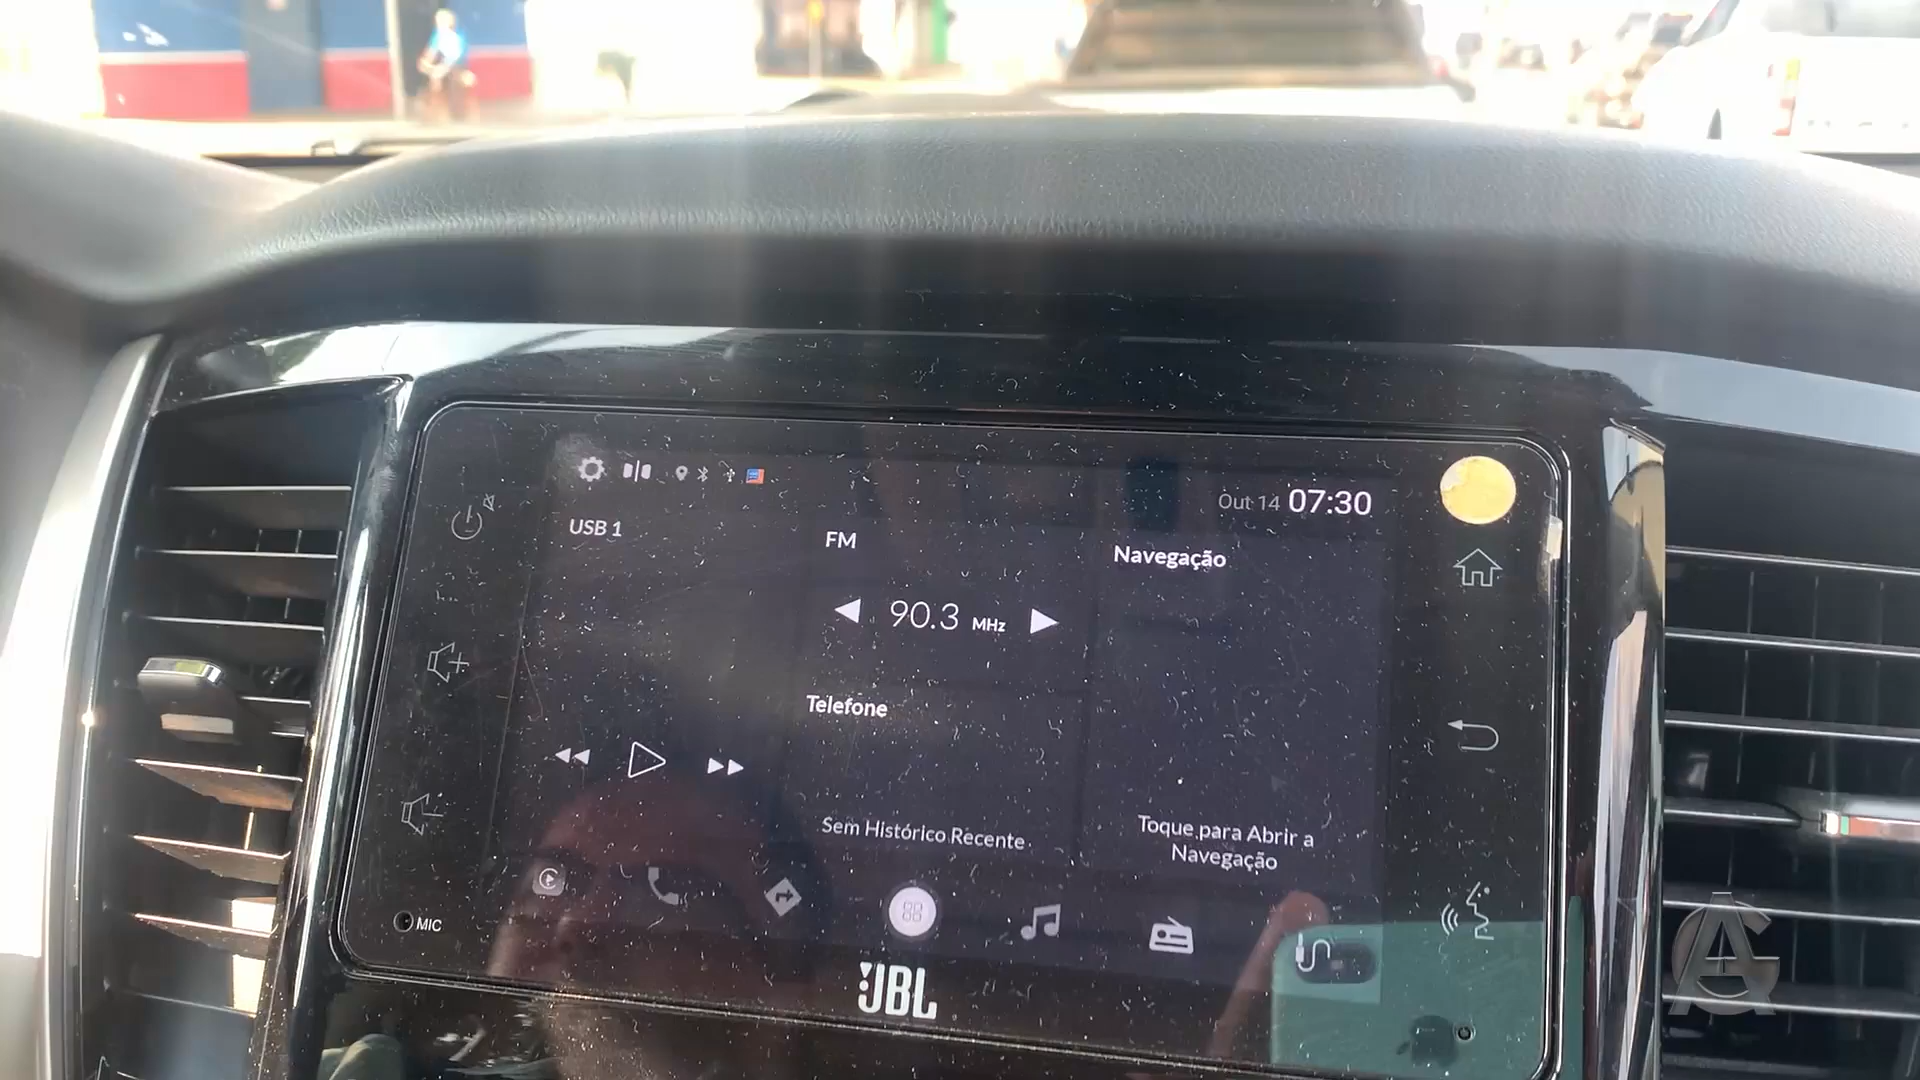 Out 14 07:30
USB 1
FM
Navegação
90.3 MHz
Telefone
Sem Histórico Recente
Toque para Abrir a
Navegação
MIC
JBL